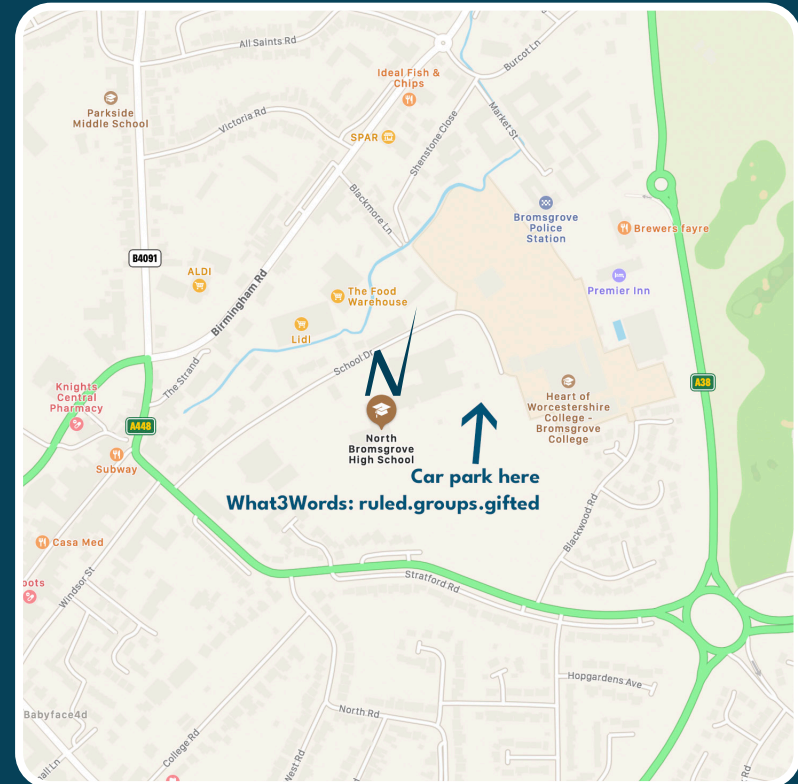 All Saints Rd
Burcot Ln
Ideal Fish &
Chips
Parkside
Middle School
Victoria Rd
SPAR
Shenstone Close
Market St
Blackmore Ln
Bromsgrove
Police
Station
Brewers fayre
B4091
ALDI
Birmingham Rd
The Food
Warehouse
Premier Inn
Lidl
School Dr
The Strand
N
Knights
Central
Pharmacy
A38
Heart of
Worcestershire
College -
Bromsgrove
College
A448
North
Bromsgrove
High School
Subway
Car park here
What3Words: ruled.groups.gifted
Casa Med
Blackwood Rd
oots
Windsor St
Stratford Rd
Hopgardens Ave
Babyface4d
North Rd
College Rd
West Rd
all Ln
Rd